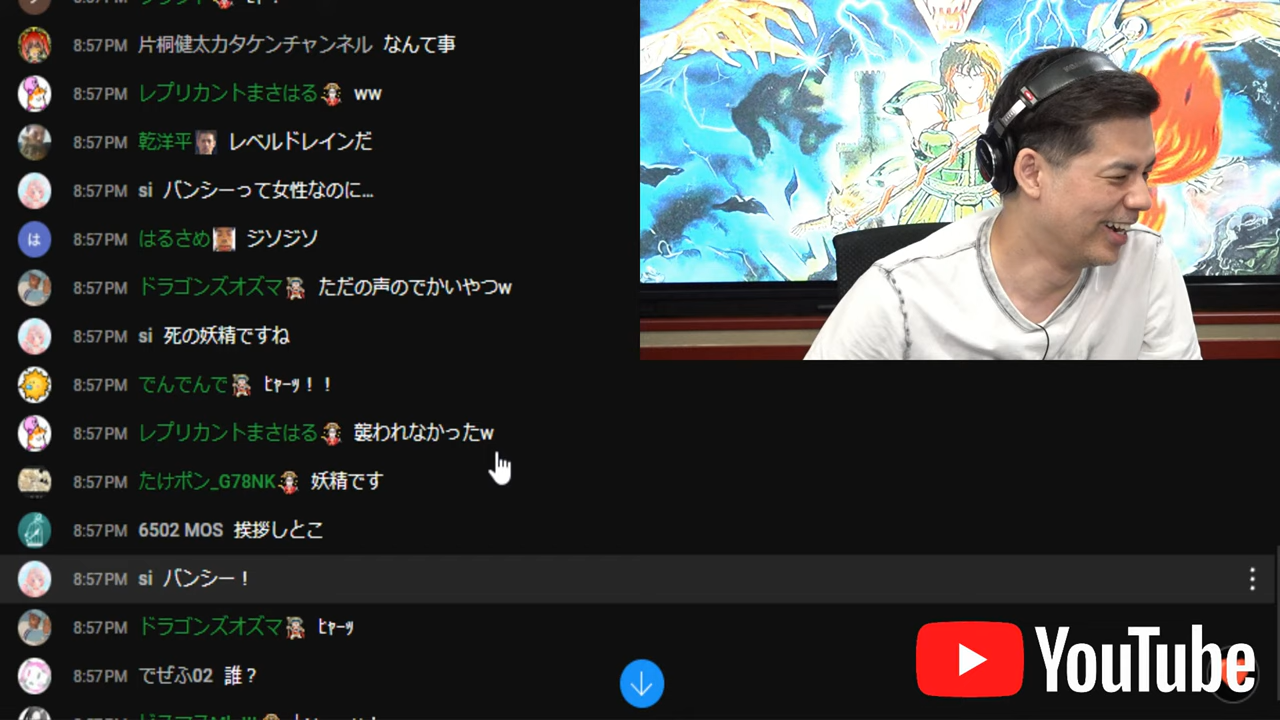 8:57PM 片桐健太カタケンチャンネル なんて事
8:57PM レプリカントまさはる ww
8:57PM 乾洋平 レベルドレインだ
8:57PM si バンシーって女性なのに...
は 8:57PM はるさめ ジソジソ
8:57PM ドラゴンズオズマ ただの声のでかいやつw
8:57PM si 死の妖精ですね
8:57PM でんでんで ﾋｬｰｯ！！
8:57PM レプリカントまさはる 襲われなかったw
8:57PM たけポン_G78NK 妖精です
8:57PM 6502 MOS 挨拶しとこ
8:57PM si バンシー！
8:57PM ドラゴンズオズマ ﾋｬｰｯ
8:57PM でぜふ02 誰？
YouTube